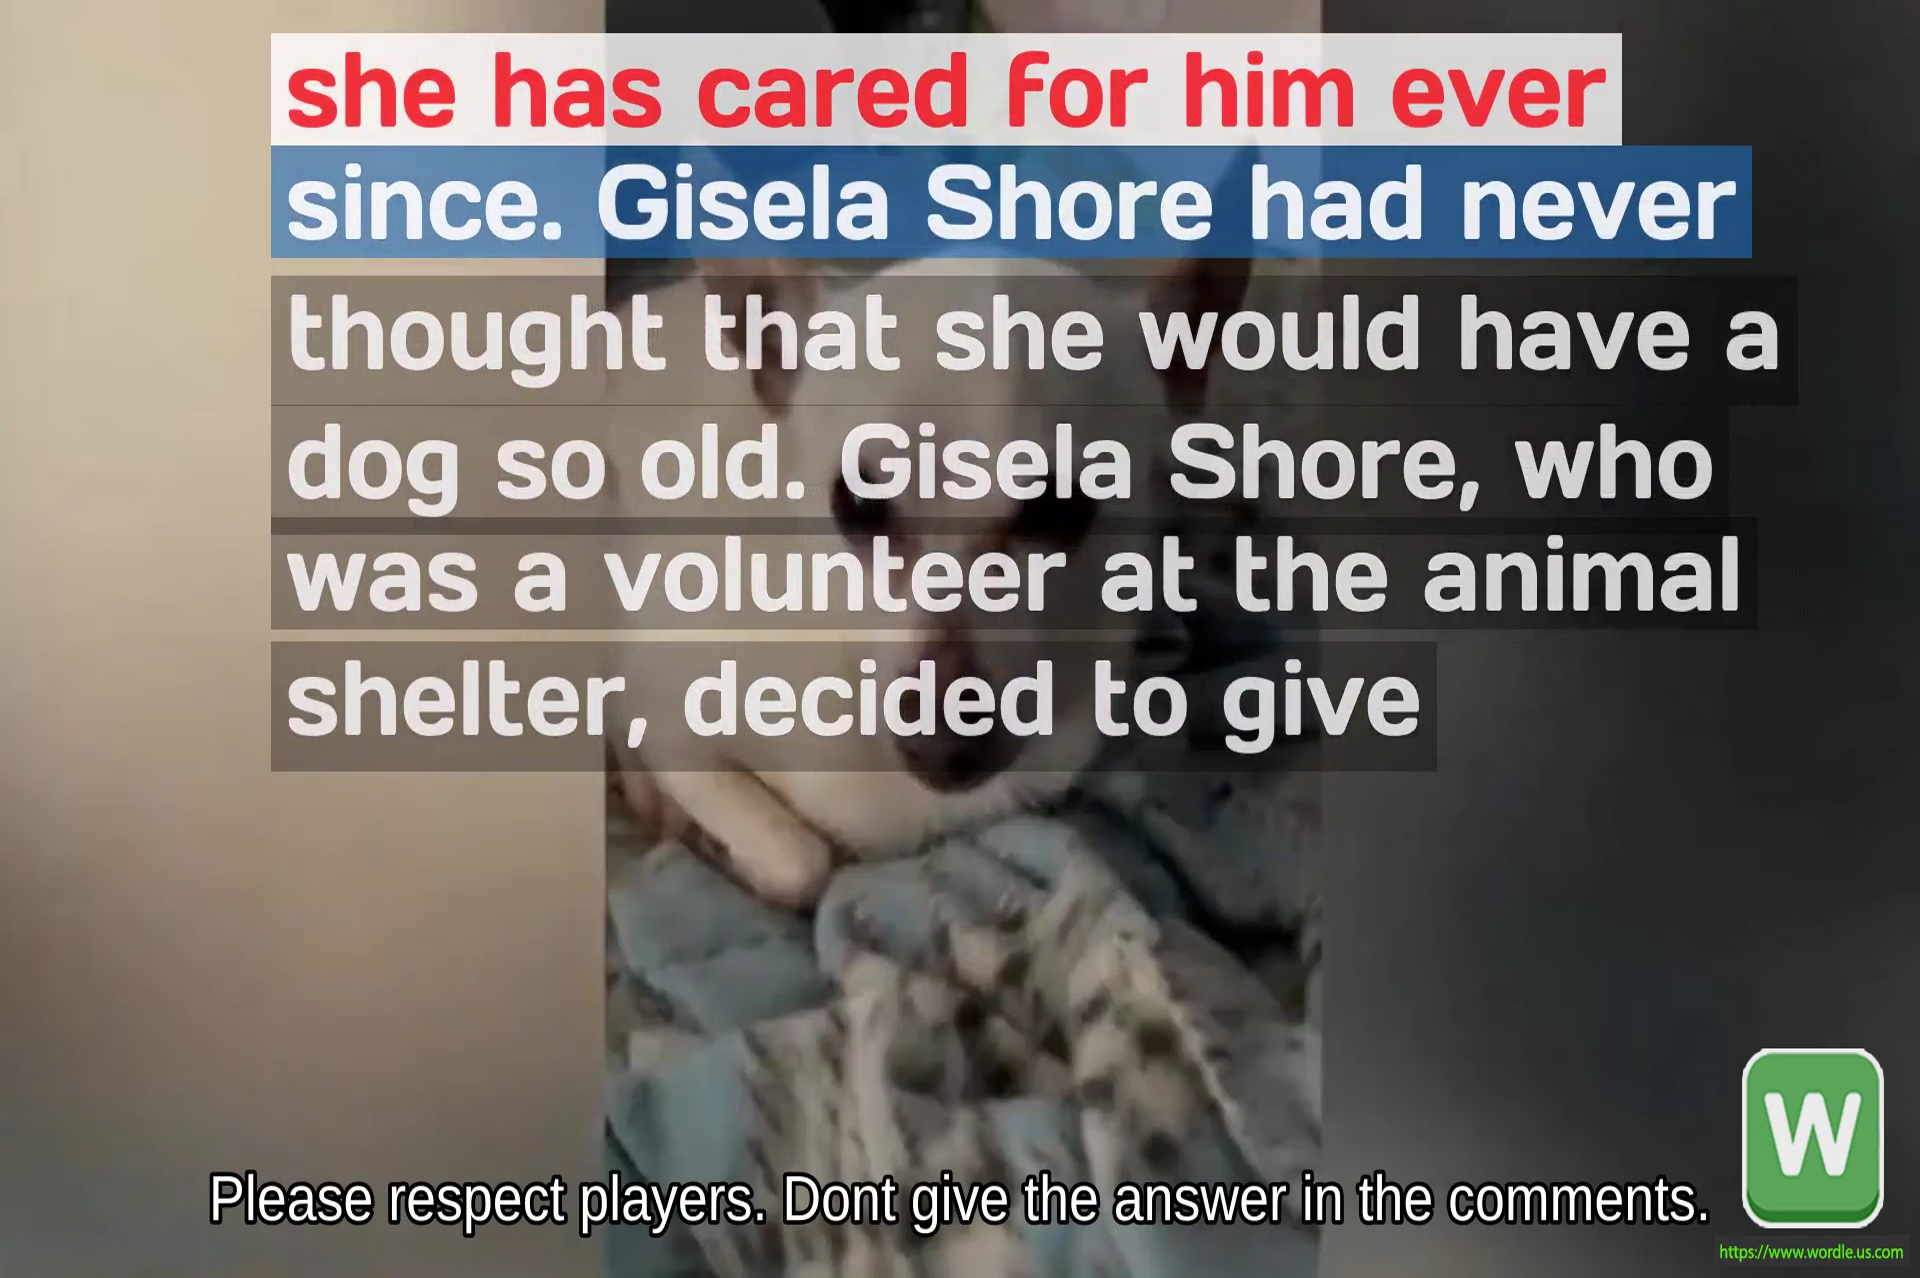 she has cared for him ever
since. Gisela Shore had never
thought that she would have a
dog so old. Gisela Shore, who
was a volunteer at the animal
shelter, decided to give
W
Please respect players. Dont give the answer in the comments.
https://www.wordle.us.com